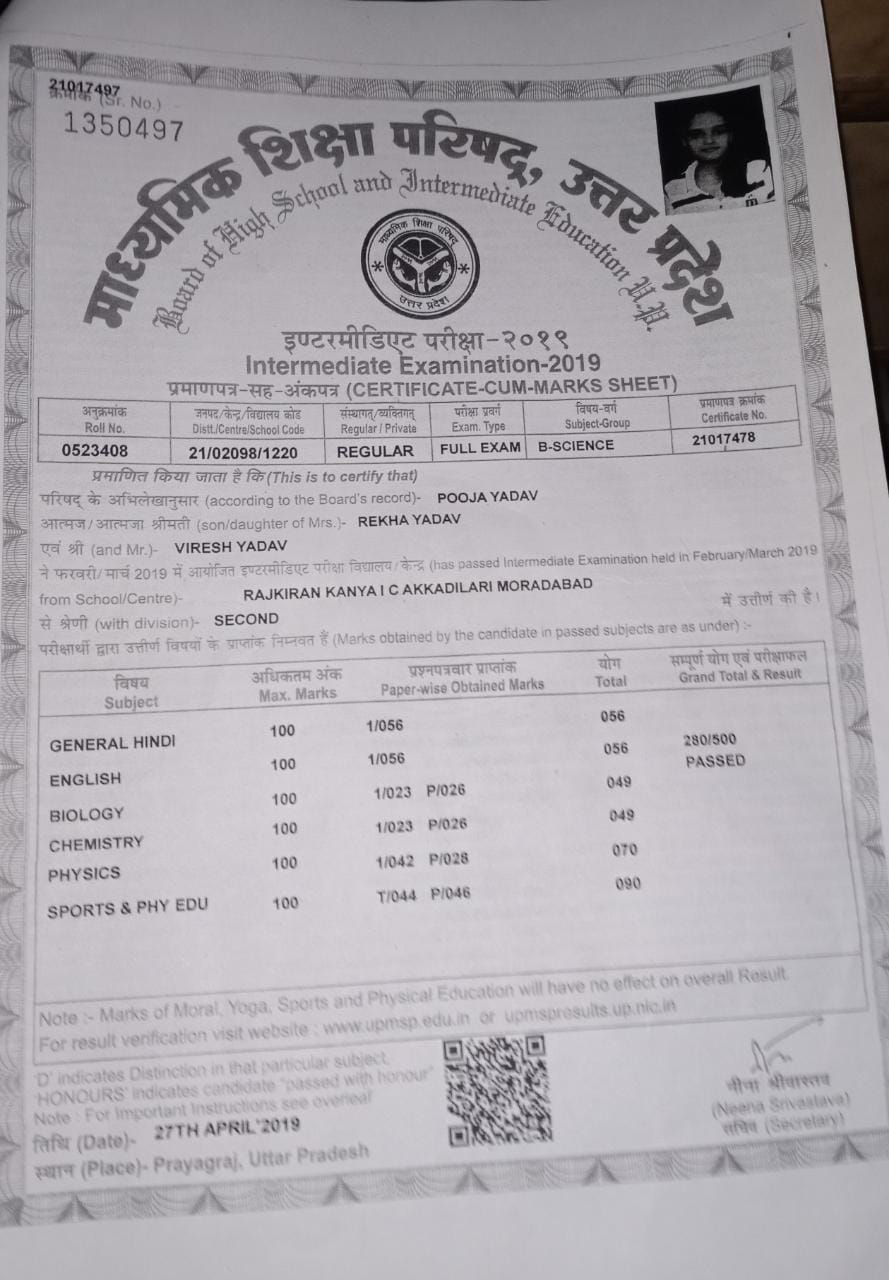 21017497
क्रमांक (Sr. No.)
1350497
माध्यमिक शिक्षा परिषद्, उत्तर प्रदेश
Board of High School and Intermediate Education U.P.
माध्यमिक शिक्षा परिषद
उत्तर प्रदेश
इण्टरमीडिएट परीक्षा-२०१९
Intermediate Examination-2019
प्रमाणपत्र-सह-अंकपत्र (CERTIFICATE-CUM-MARKS SHEET)
अनुक्रमांक जनपद/केन्द्र/विद्यालय कोड संस्थागत्/व्यक्तिगत् परीक्षा प्रवर्ग विषय-वर्ग प्रमाणपत्र क्रमांक
Roll No. Distt./Centre/School Code Regular / Private Exam. Type Subject-Group Certificate No.
0523408 21/02098/1220 REGULAR FULL EXAM B-SCIENCE 21017478
प्रमाणित किया जाता है कि (This is to certify that)
परिषद् के अभिलेखानुसार (according to the Board's record)- POOJA YADAV
आत्मज/आत्मजा श्रीमती (son/daughter of Mrs.)- REKHA YADAV
एवं श्री (and Mr.)- VIRESH YADAV
ने फरवरी/मार्च 2019 में आयोजित इण्टरमीडिएट परीक्षा विद्यालय/केन्द्र (has passed Intermediate Examination held in February/March 2019
from School/Centre)- RAJKIRAN KANYA I C AKKADILARI MORADABAD
से श्रेणी (with division)- SECOND में उत्तीर्ण की है।
परीक्षार्थी द्वारा उत्तीर्ण विषयों के प्राप्तांक निम्नवत हैं (Marks obtained by the candidate in passed subjects are as under) :-
विषय अधिकतम अंक प्रश्नपत्रवार प्राप्तांक योग सम्पूर्ण योग एवं परीक्षाफल
Subject Max. Marks Paper-wise Obtained Marks Total Grand Total & Result
GENERAL HINDI 100 1/056 056
ENGLISH 100 1/056 056 280/500
PASSED
BIOLOGY 100 1/023 P/026 049
CHEMISTRY 100 1/023 P/026 049
PHYSICS 100 1/042 P/028 070
SPORTS & PHY EDU 100 T/044 P/046 090
Note :- Marks of Moral, Yoga, Sports and Physical Education will have no effect on overall Result.
For result verification visit website : www.upmsp.edu.in or upmspresults.up.nic.in
'D' indicates Distinction in that particular subject.
'HONOURS' indicates candidate "passed with honour"
Note : For Important Instructions see overleaf
तिथि (Date)- 27TH APRIL'2019
स्थान (Place)- Prayagraj, Uttar Pradesh
नीना श्रीवास्तव
(Neena Srivastava)
सचिव (Secretary)